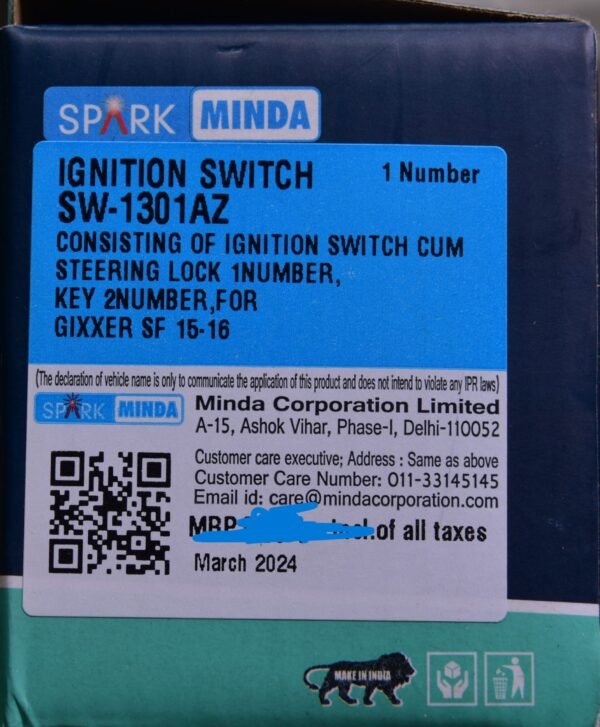 SPARK MINDA
IGNITION SWITCH 1 Number
SW-1301AZ
CONSISTING OF IGNITION SWITCH CUM
STEERING LOCK 1NUMBER,
KEY 2NUMBER,FOR
GIXXER SF 15-16
(The declaration of vehicle name is only to communicate the application of this product and does not intend to violate any IPR laws)
SPARK MINDA
Minda Corporation Limited
A-15, Ashok Vihar, Phase-I, Delhi-110052
Customer care executive; Address : Same as above
Customer Care Number: 011-33145145
Email id: care@mindacorporation.com
MRP of all taxes
March 2024
MAKE IN INDIA